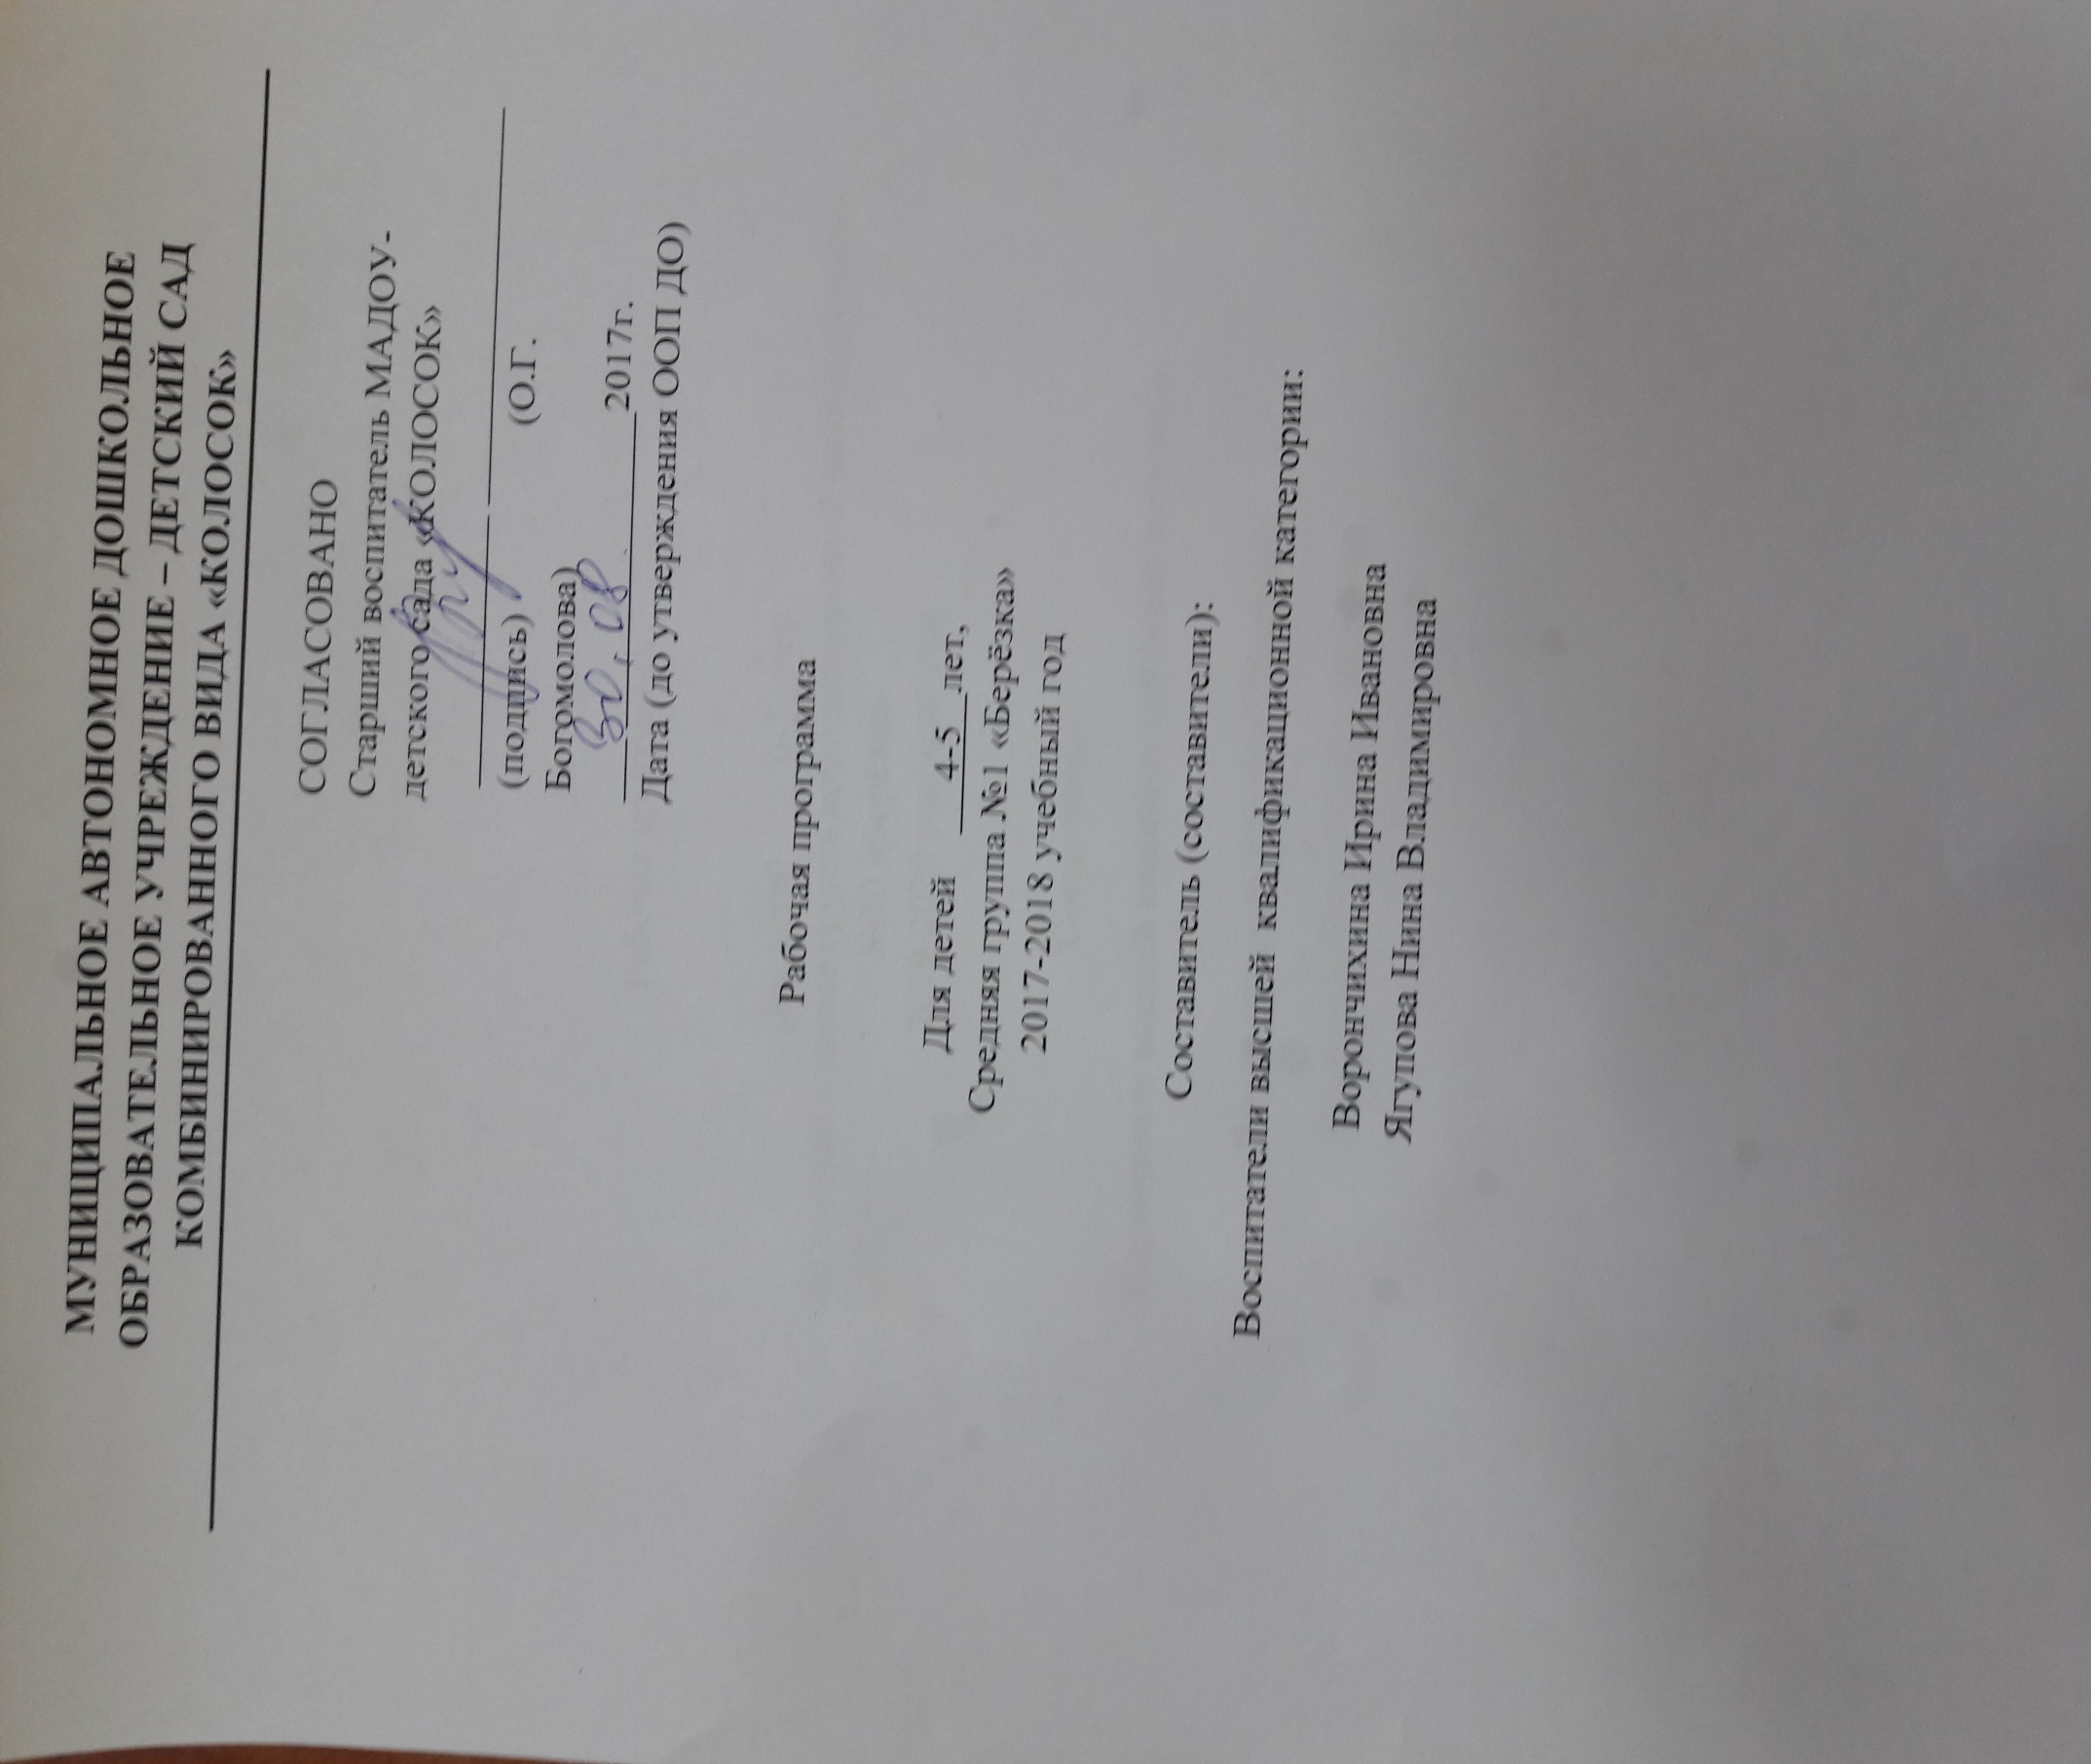 МУНИЦИПАЛЬНОЕ АВТОНОМНОЕ ДОШКОЛЬНОЕ
ОБРАЗОВАТЕЛЬНОЕ УЧРЕЖДЕНИЕ – ДЕТСКИЙ САД
КОМБИНИРОВАННОГО ВИДА «КОЛОСОК»
СОГЛАСОВАНО
Старший воспитатель МАДОУ-
детского сада «КОЛОСОК»
(подпись) (О.Г.
Богомолова)
30.08 2017г.
Дата (до утверждения ООП ДО)
Рабочая программа
Для детей 4-5 лет,
Средняя группа №1 «Берёзка»
2017-2018 учебный год
Составитель (составители):
Воспитатели высшей квалификационной категории:
Ворончихина Ирина Ивановна
Ягупова Нина Владимировна